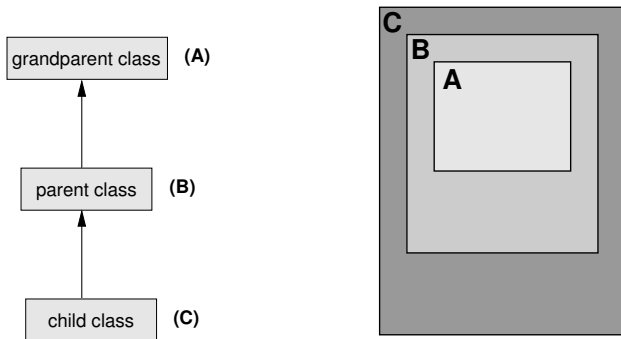 grandparent class (A)
parent class (B)
child class (C)
C
B
A